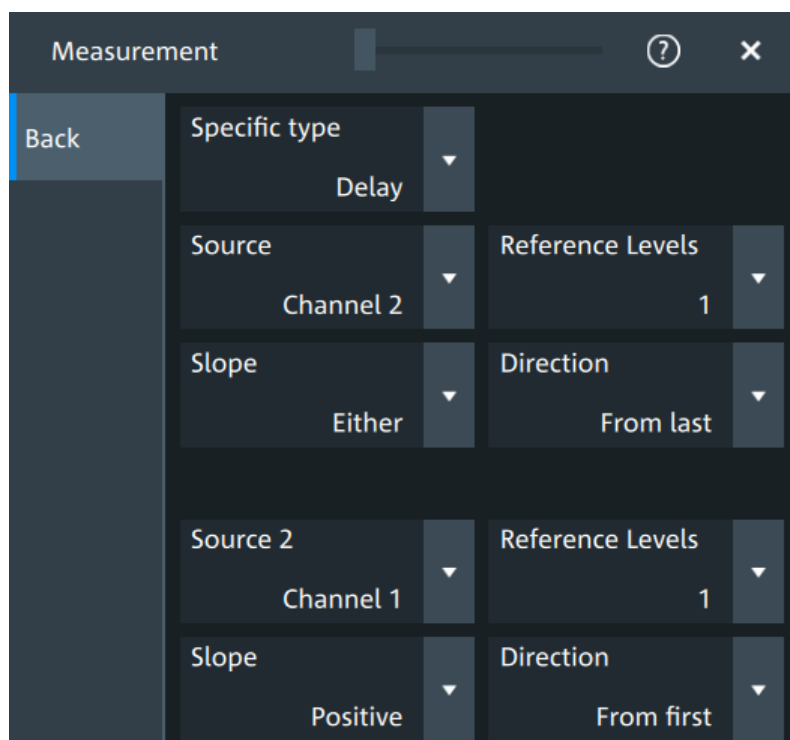 Measurement ?
Back
Specific type
Delay
Source
Channel 2
Reference Levels
1
Slope
Either
Direction
From last
Source 2
Channel 1
Reference Levels
1
Slope
Positive
Direction
From first